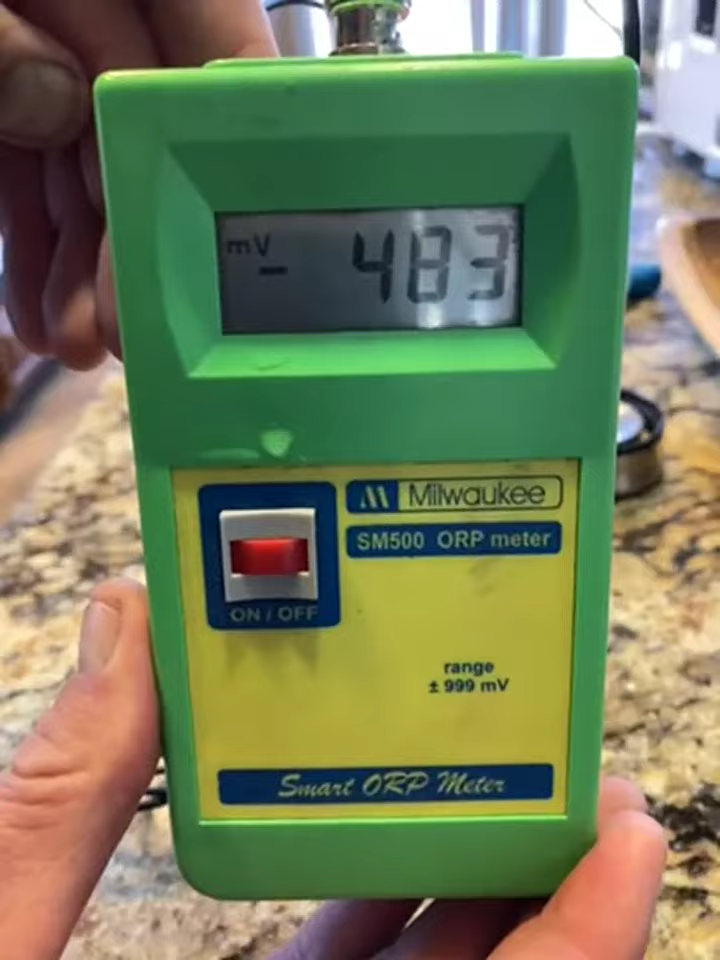 mV
- 483
Milwaukee
SM500 ORP meter
ON / OFF
range
± 999 mV
Smart ORP Meter